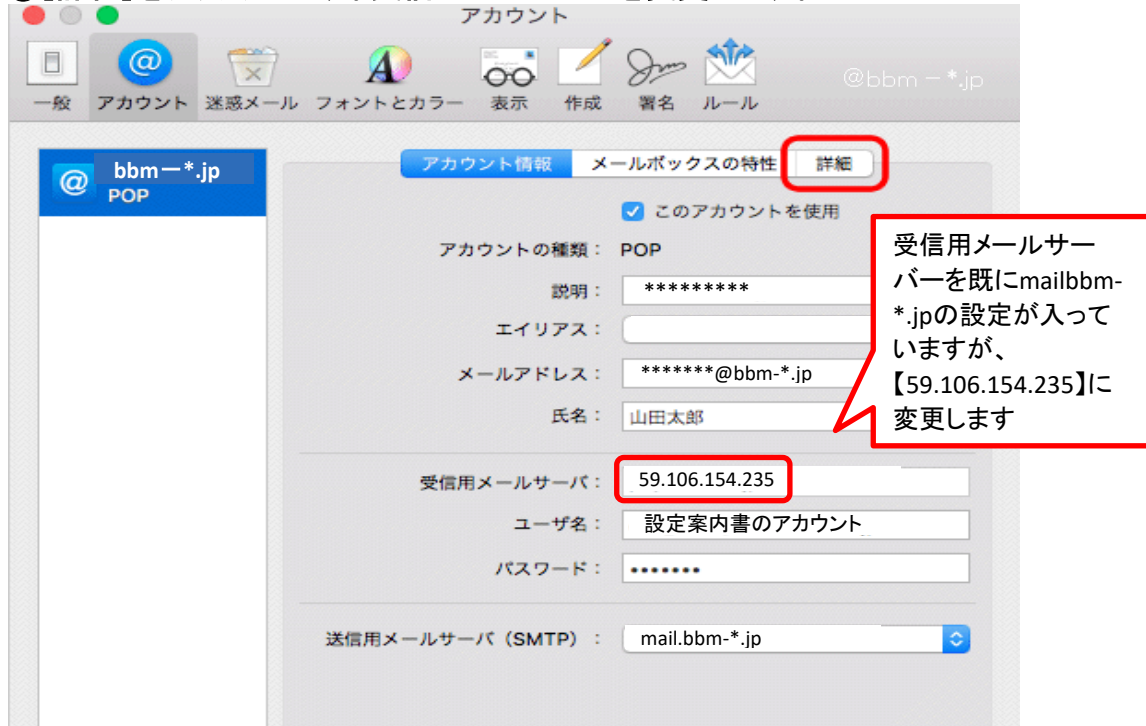 アカウント
一般 アカウント 迷惑メール フォントとカラー 表示 作成 署名 ルール
@bbm – *.jp
bbm—*.jp
POP
アカウント情報 メールボックスの特性 詳細
このアカウントを使用
アカウントの種類： POP
説明： *********
エイリアス：
メールアドレス： *******@bbm-*.jp
氏名： 山田太郎
受信用メールサー
バーを既にmailbbm-
*.jpの設定が入って
いますが、
【59.106.154.235】に
変更します
受信用メールサーバ： 59.106.154.235
ユーザ名： 設定案内書のアカウント
パスワード： •••••••
送信用メールサーバ（SMTP）： mail.bbm-*.jp